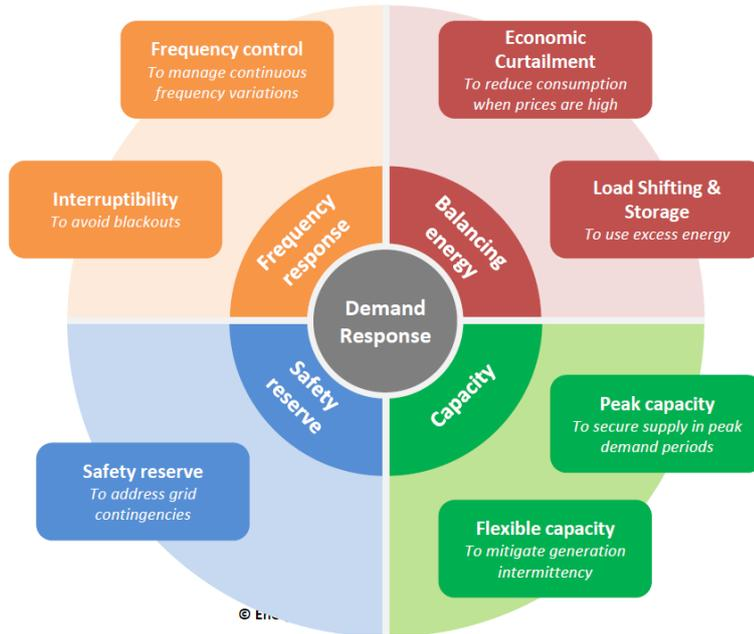 Frequency control
To manage continuous
frequency variations
Economic
Curtailment
To reduce consumption
when prices are high
Interruptibility
To avoid blackouts
Load Shifting &
Storage
To use excess energy
Frequency
response
Balancing
energy
Demand
Response
Safety
reserve
Capacity
Peak capacity
To secure supply in peak
demand periods
Safety reserve
To address grid
contingencies
Flexible capacity
To mitigate generation
intermittency
©